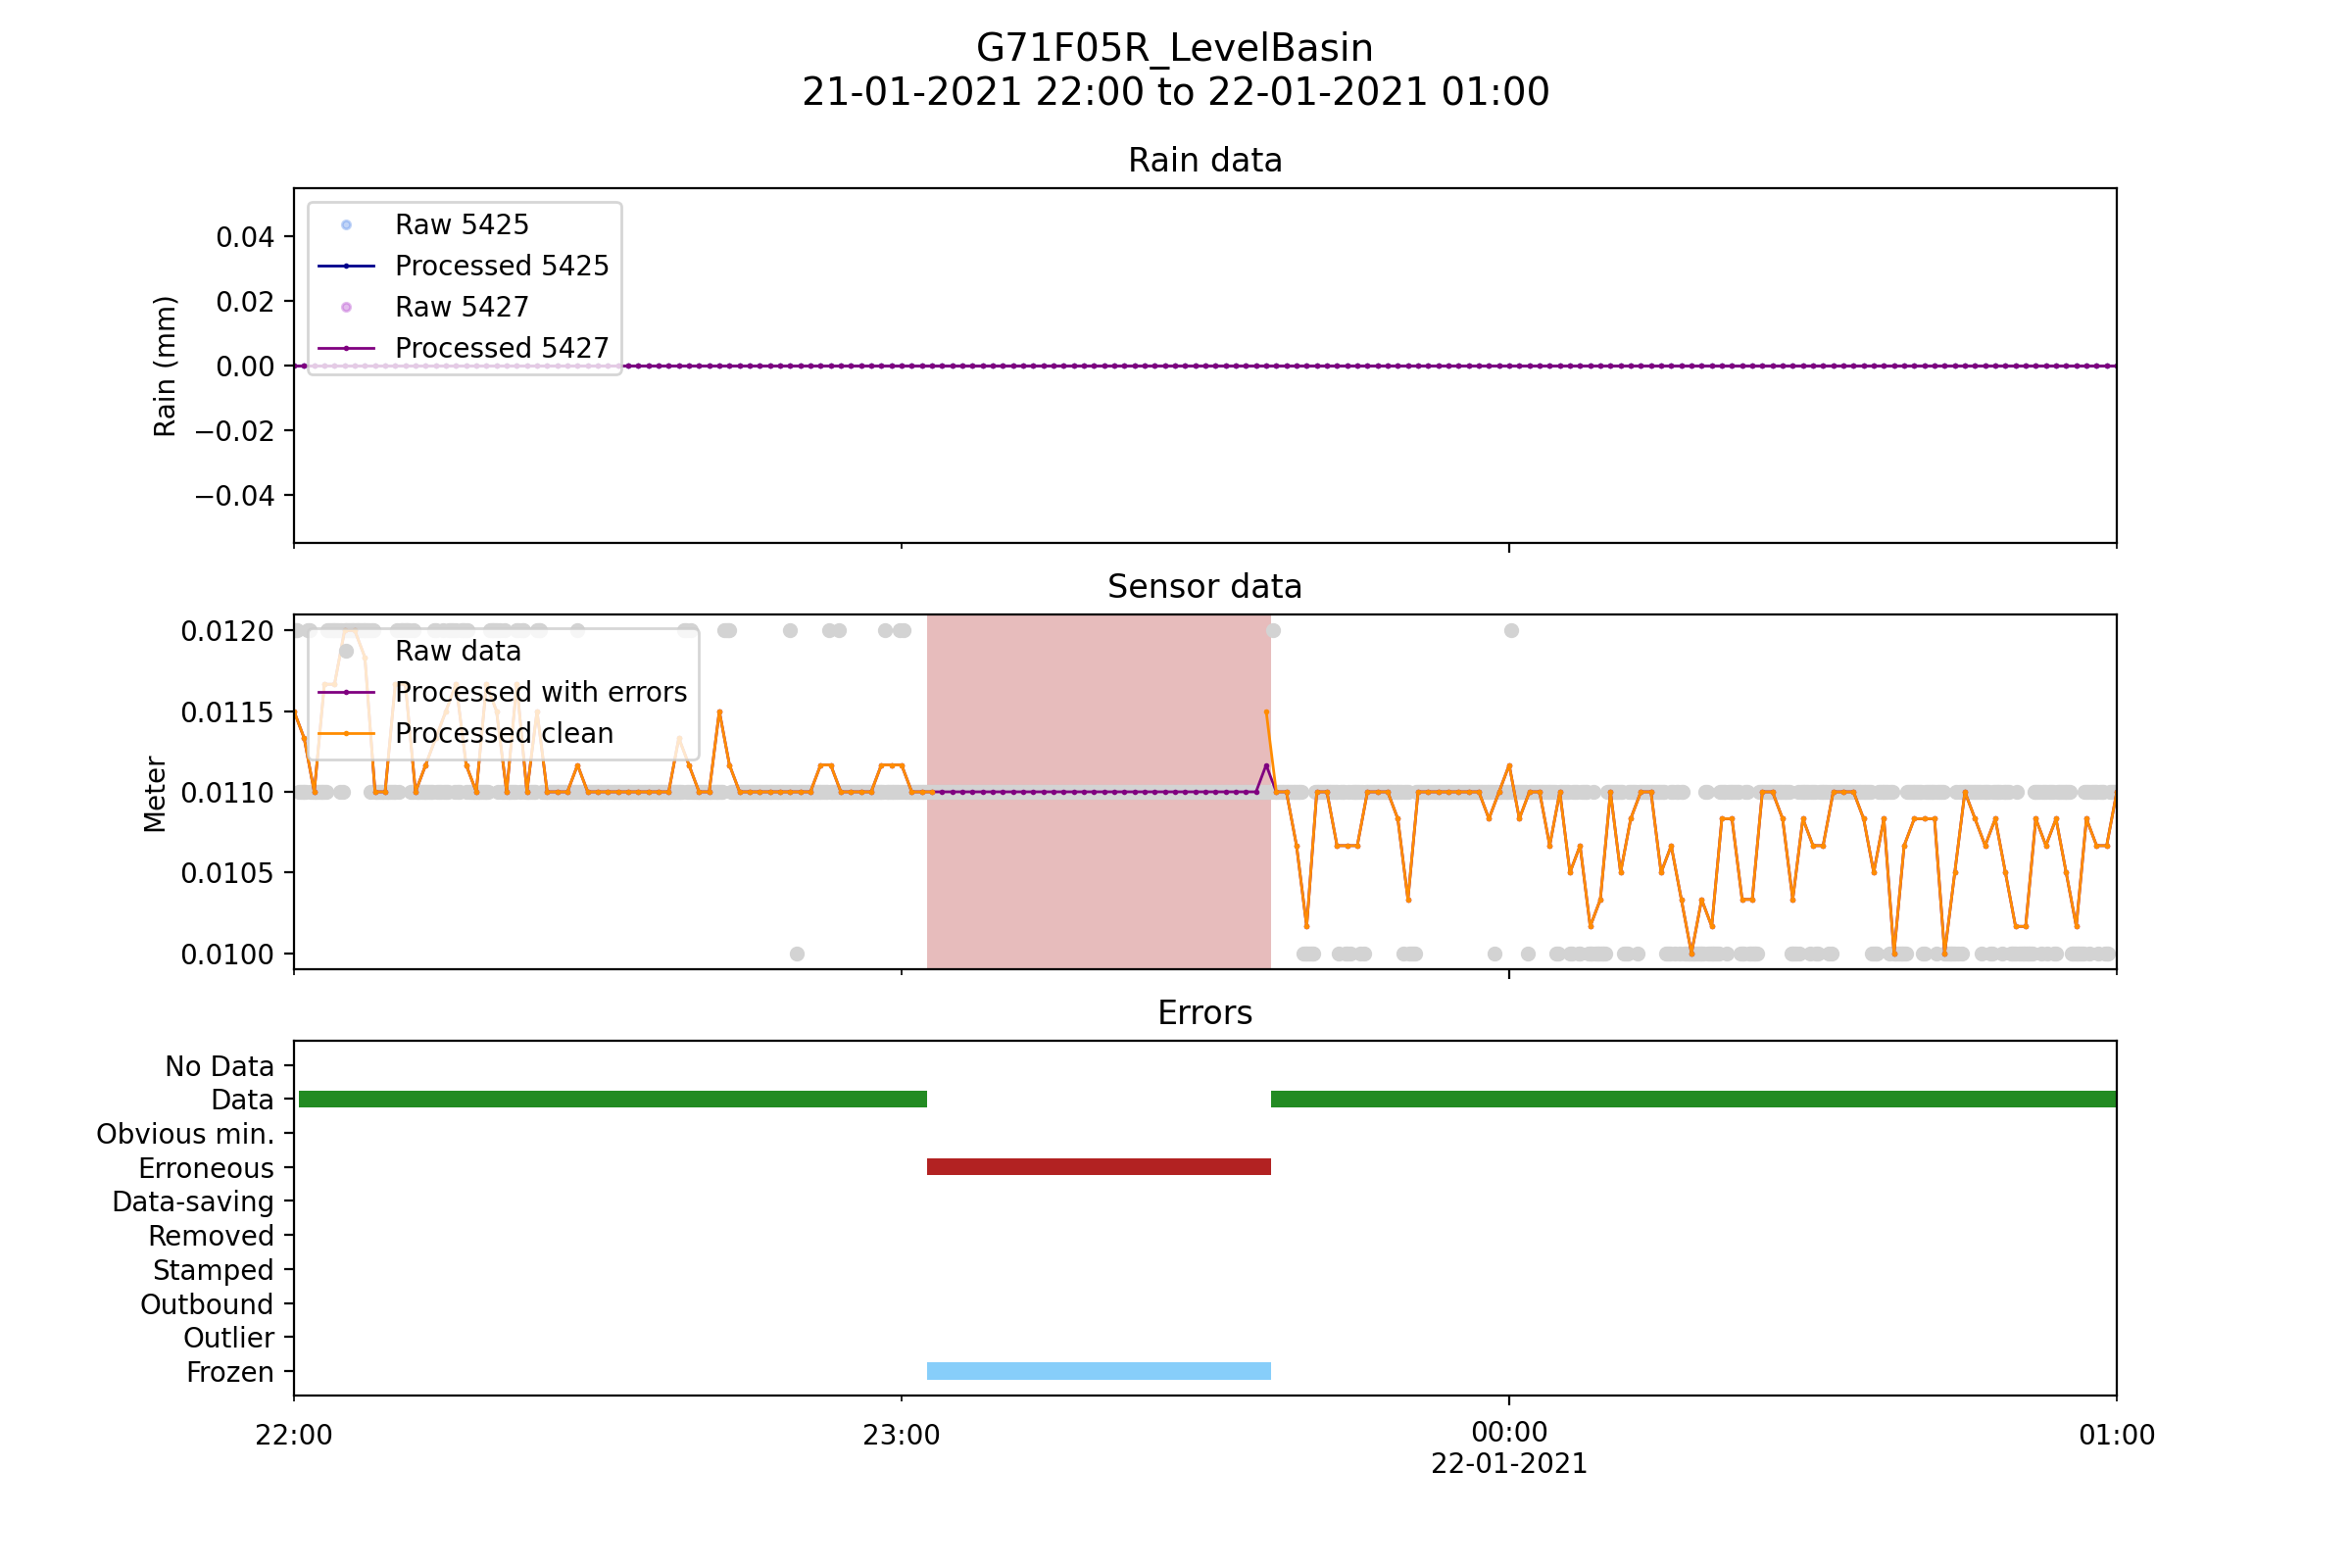 G71F05R_LevelBasin
21-01-2021 22:00 to 22-01-2021 01:00
Rain data
Rain (mm)
0.04
0.02
0.00
−0.02
−0.04
Raw 5425
Processed 5425
Raw 5427
Processed 5427
Sensor data
Meter
0.0120
0.0115
0.0110
0.0105
0.0100
Raw data
Processed with errors
Processed clean
Errors
No Data
Data
Obvious min.
Erroneous
Data-saving
Removed
Stamped
Outbound
Outlier
Frozen
22:00
23:00
00:00
22-01-2021
01:00